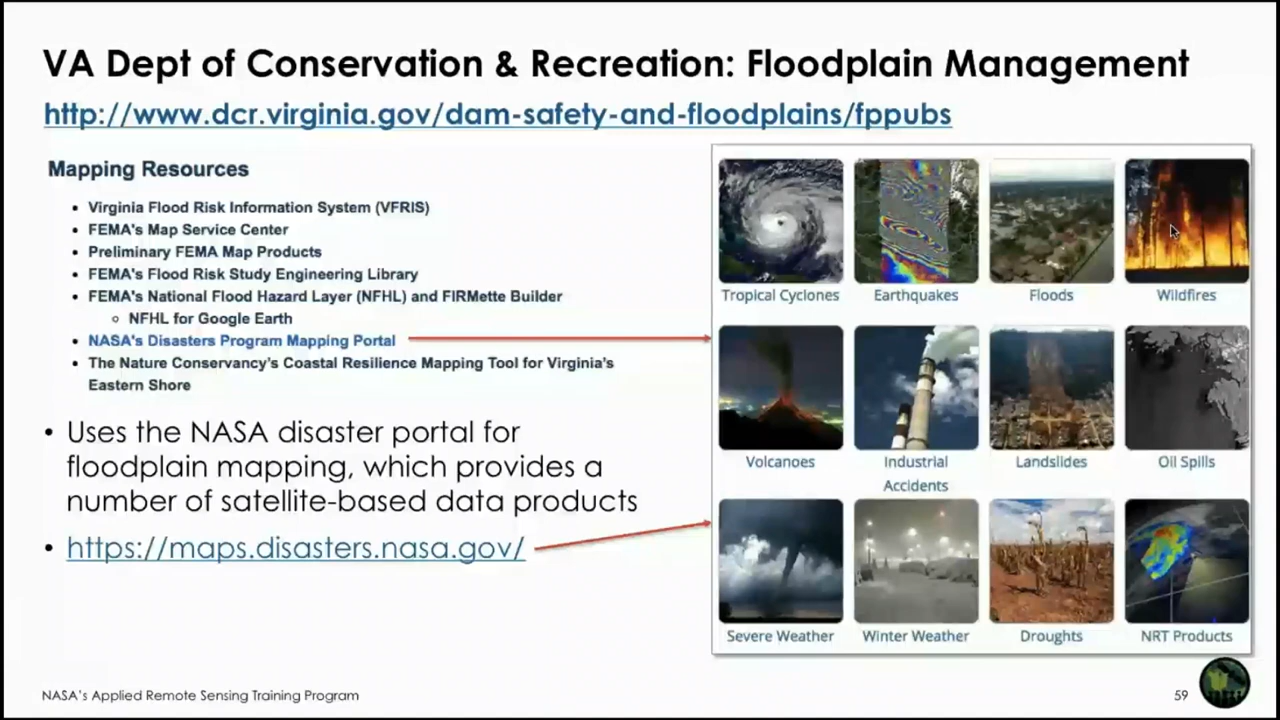 VA Dept of Conservation & Recreation: Floodplain Management
http://www.dcr.virginia.gov/dam-safety-and-floodplains/fppubs
Mapping Resources
• Virginia Flood Risk Information System (VFRIS)
• FEMA's Map Service Center
• Preliminary FEMA Map Products
• FEMA's Flood Risk Study Engineering Library
• FEMA's National Flood Hazard Layer (NFHL) and FIRMette Builder
○ NFHL for Google Earth
• NASA's Disasters Program Mapping Portal
• The Nature Conservancy's Coastal Resilience Mapping Tool for Virginia's
Eastern Shore
• Uses the NASA disaster portal for
floodplain mapping, which provides a
number of satellite-based data products
• https://maps.disasters.nasa.gov/
Tropical Cyclones
Earthquakes
Floods
Wildfires
Volcanoes
Industrial
Accidents
Landslides
Oil Spills
Severe Weather
Winter Weather
Droughts
NRT Products
NASA's Applied Remote Sensing Training Program
59